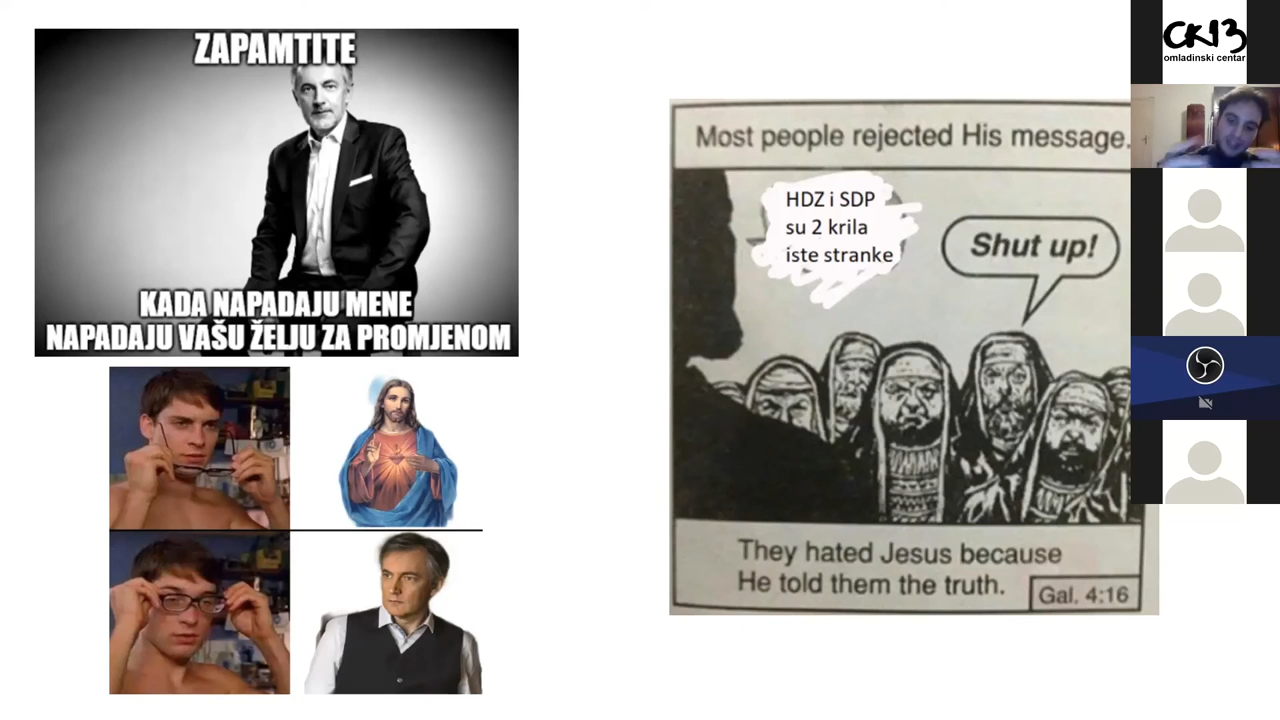 ZAPAMTITE
KADA NAPADAJU MENE
NAPADAJU VAŠU ŽELJU ZA PROMJENOM
Most people rejected His message.
HDZ i SDP
su 2 krila
iste stranke
Shut up!
They hated Jesus because
He told them the truth.
Gal. 4:16
CK13
omladinski centar